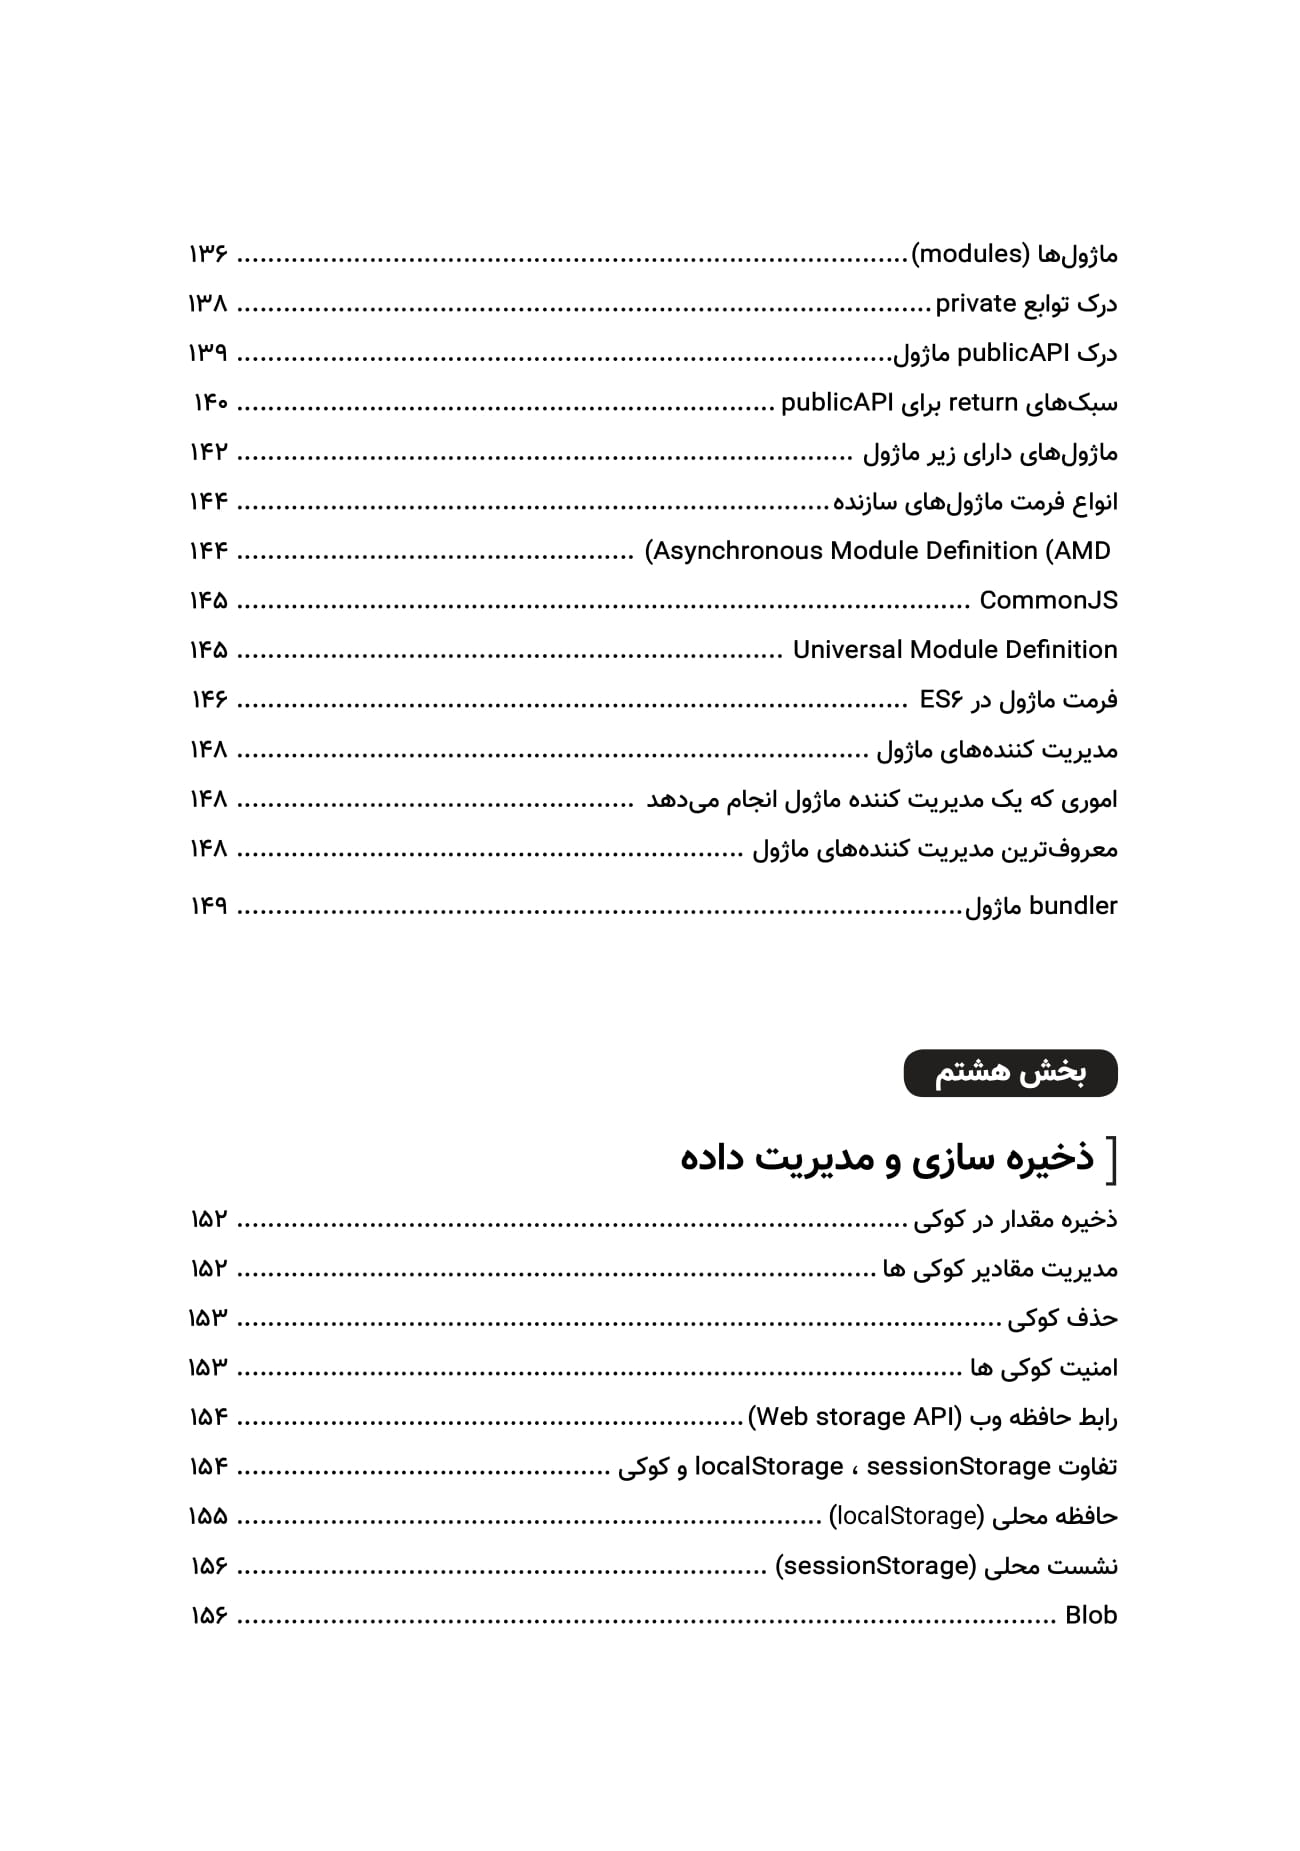 ماژول‌ها (modules)........................................................................................ ۱۳۶
درک توابع private........................................................................................... ۱۳۸
درک publicAPI ماژول...................................................................................... ۱۳۹
سبک‌های return برای publicAPI ..................................................................... ۱۴۰
ماژول‌های دارای زیر ماژول ............................................................................... ۱۴۲
انواع فرمت ماژول‌های سازنده............................................................................ ۱۴۴
(Asynchronous Module Definition (AMD ................................................... ۱۴۴
CommonJS .............................................................................................. ۱۴۵
Universal Module Definition ...................................................................... ۱۴۵
فرمت ماژول در ES۶ ...................................................................................... ۱۴۶
مدیریت کننده‌های ماژول ................................................................................. ۱۴۸
اموری که یک مدیریت کننده ماژول انجام می‌دهد ................................................... ۱۴۸
معروف‌ترین مدیریت کننده‌های ماژول ................................................................. ۱۴۸
bundler ماژول............................................................................................. ۱۴۹
بخش هشتم
[ ذخیره سازی و مدیریت داده
ذخیره مقدار در کوکی ...................................................................................... ۱۵۲
مدیریت مقادیر کوکی ها .................................................................................. ۱۵۲
حذف کوکی .................................................................................................. ۱۵۳
امنیت کوکی ها ............................................................................................. ۱۵۳
رابط حافظه وب (Web storage API)................................................................. ۱۵۴
تفاوت localStorage ، sessionStorage و کوکی ................................................ ۱۵۴
حافظه محلی (localStorage) ........................................................................... ۱۵۵
نشست محلی (sessionStorage) .................................................................... ۱۵۶
Blob ......................................................................................................... ۱۵۶